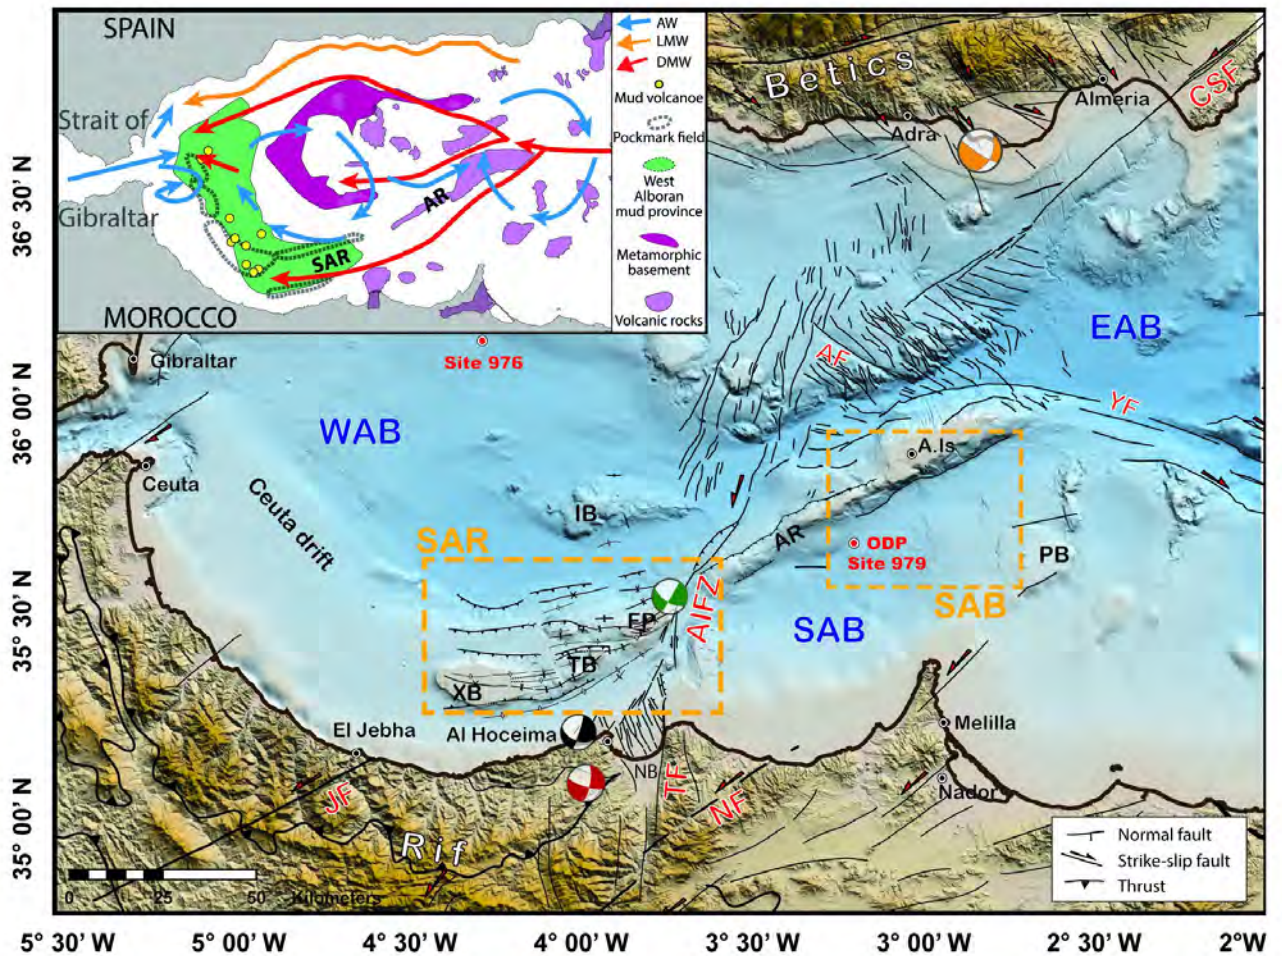 SPAIN
Strait of
Gibraltar
MOROCCO
AR
SAR
AW
LMW
DMW
Mud volcanoe
Pockmark field
West
Alboran
mud province
Metamorphic
basement
Volcanic rocks
Betics
Almeria
CSF
Adra
EAB
AF
YF
Gibraltar
Site 976
WAB
A.Is
Ceuta
Ceuta drift
IB
SAR
AR
ODP
Site 979
PB
SAB
AIFZ
FP
SAB
TB
XB
El Jebha
Al Hoceima
Melilla
NB
TF
NF
Nador
JF
Rif
Normal fault
Strike-slip fault
Thrust
0 25 50 Kilometers
36° 30' N
36° 00' N
35° 30' N
35° 00' N
5° 30' W 5° 00' W 4° 30' W 4° 00' W 3° 30' W 3° 00' W 2° 30' W 2°W